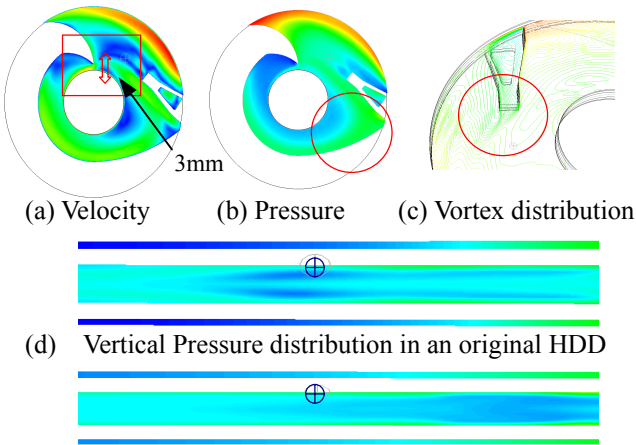 3mm
(a) Velocity
(b) Pressure
(c) Vortex distribution
(d) Vertical Pressure distribution in an original HDD